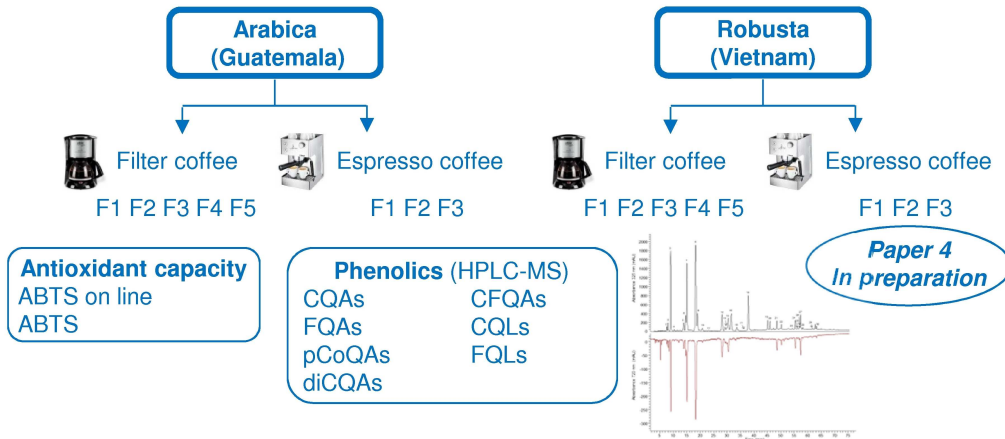 Arabica
(Guatemala)
Robusta
(Vietnam)
Filter coffee
Espresso coffee
Filter coffee
Espresso coffee
F1 F2 F3 F4 F5
F1 F2 F3
F1 F2 F3 F4 F5
F1 F2 F3
Antioxidant capacity
ABTS on line
ABTS
Phenolics (HPLC-MS)
CQAs
FQAs
pCoQAs
diCQAs
CFQAs
CQLs
FQLs
Paper 4
In preparation
2000